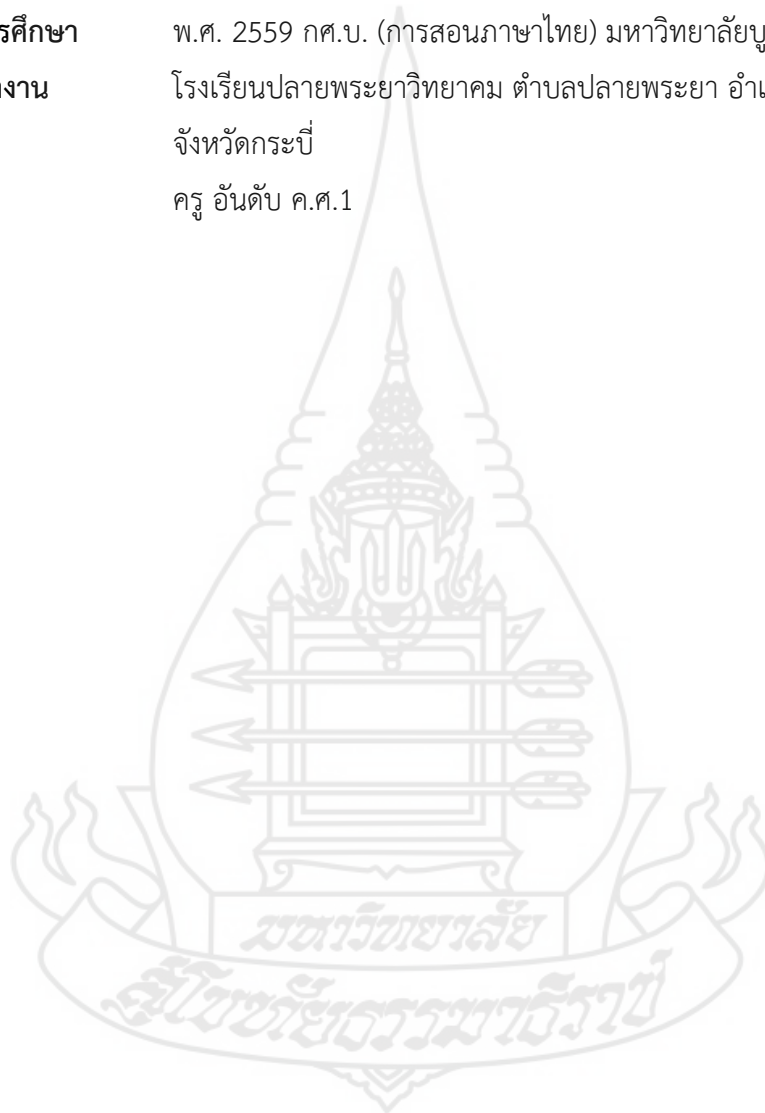 รศึกษา พ.ศ. 2559 กศ.บ. (การสอนภาษาไทย) มหาวิทยาลัยบู
งาน โรงเรียนปลายพระยาวิทยาคม ตำบลปลายพระยา อำเ
จังหวัดกระบี่
ครู อันดับ ค.ศ.1
มหาวิทยาลัย
สุโขทัยธรรมาธิราช